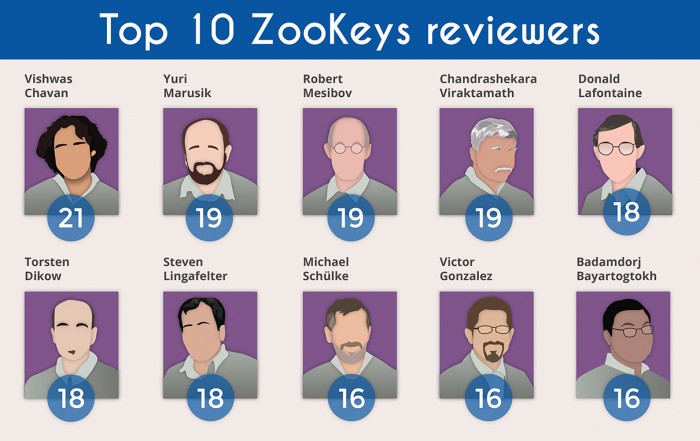 Top 10 ZooKeys reviewers
Vishwas
Chavan
21
Yuri
Marusik
19
Robert
Mesibov
19
Chandrashekara
Viraktamath
19
Donald
Lafontaine
18
Torsten
Dikow
18
Steven
Lingafelter
18
Michael
Schülke
16
Victor
Gonzalez
16
Badamdorj
Bayartogtokh
16